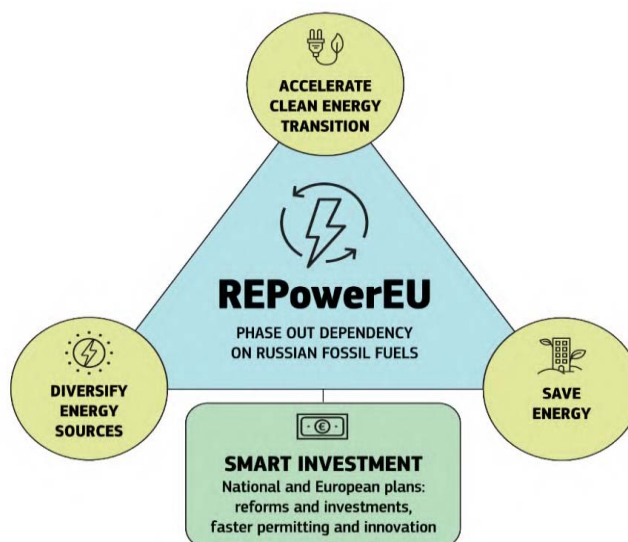 ACCELERATE
CLEAN ENERGY
TRANSITION
REPowerEU
PHASE OUT DEPENDENCY
ON RUSSIAN FOSSIL FUELS
DIVERSIFY
ENERGY
SOURCES
SAVE
ENERGY
€
SMART INVESTMENT
National and European plans:
reforms and investments,
faster permitting and innovation